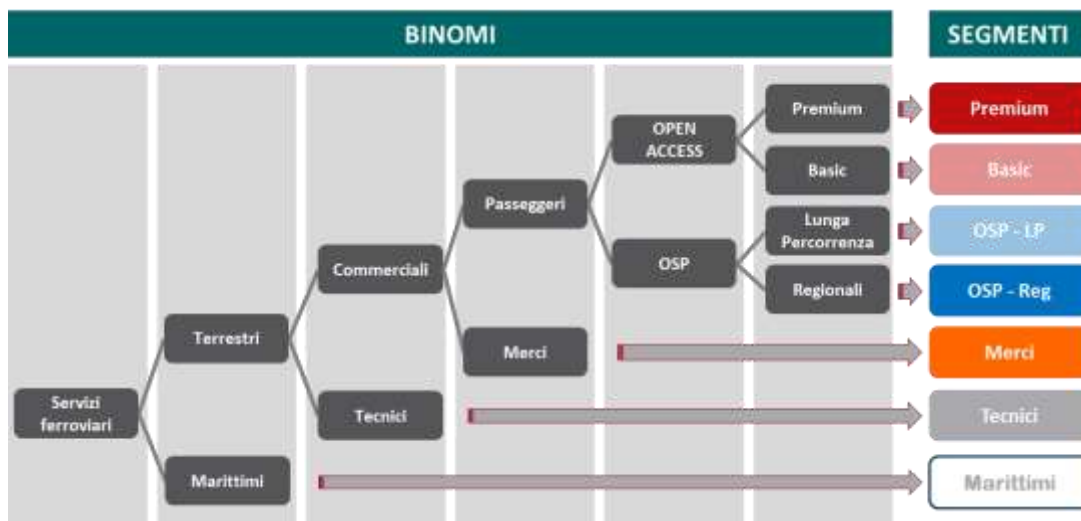 BINOMI
SEGMENTI
Servizi
ferroviari
Terrestri
Marittimi
Commerciali
Tecnici
Passeggeri
Merci
OPEN
ACCESS
OSP
Premium
Basic
Lunga
Percorrenza
Regionali
Premium
Basic
OSP - LP
OSP - Reg
Merci
Tecnici
Marittimi